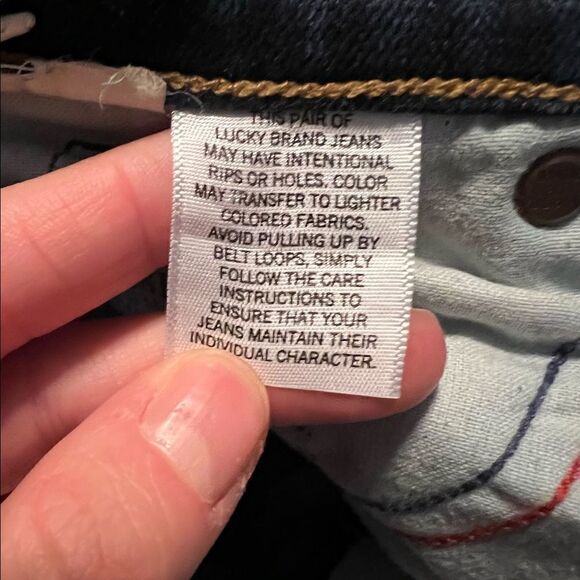 THIS PAIR OF
LUCKY BRAND JEANS
MAY HAVE INTENTIONAL
RIPS OR HOLES. COLOR
MAY TRANSFER TO LIGHTER
COLORED FABRICS.
AVOID PULLING UP BY
BELT LOOPS, SIMPLY
FOLLOW THE CARE
INSTRUCTIONS TO
ENSURE THAT YOUR
JEANS MAINTAIN THEIR
INDIVIDUAL CHARACTER.